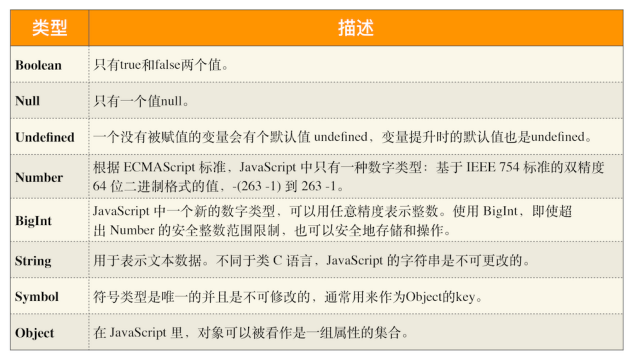 类型 描述
Boolean 只有true和false两个值。
Null 只有一个值null。
Undefined 一个没有被赋值的变量会有个默认值 undefined，变量提升时的默认值也是undefined。
Number 根据 ECMAScript 标准，JavaScript 中只有一种数字类型：基于 IEEE 754 标准的双精度
64 位二进制格式的值，-(263 -1) 到 263 -1。
BigInt JavaScript 中一个新的数字类型，可以用任意精度表示整数。使用 BigInt，即使超
出 Number 的安全整数范围限制，也可以安全地存储和操作。
String 用于表示文本数据。不同于类 C 语言，JavaScript 的字符串是不可更改的。
Symbol 符号类型是唯一的并且是不可修改的，通常用来作为Object的key。
Object 在 JavaScript 里，对象可以被看作是一组属性的集合。